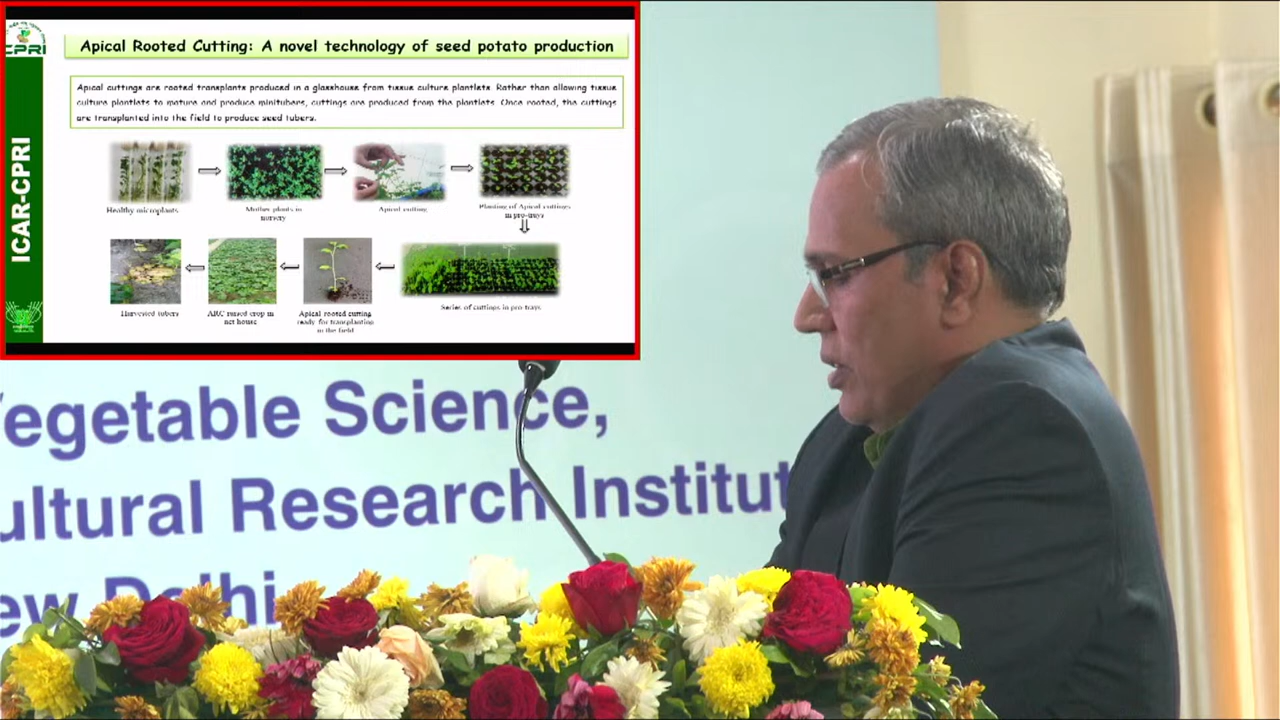 CPRI
Apical Rooted Cutting: A novel technology of seed potato production
Apical cuttings are rooted transplants produced in a glasshouse from tissue culture plantlets. Rather than allowing tissue
culture plantlets to mature and produce minitubers, cuttings are produced from the plantlets. Once rooted, the cuttings
are transplanted into the field to produce seed tubers.
ICAR-CPRI
Healthy microplants
Mother plants in
nursery
Apical cutting
Planting of Apical cuttings
in pro-trays
Series of cuttings in pro trays
Apical rooted cutting
ready for transplanting
in the field
ARC raised crop in
net house
Harvested tubers
egetable Science,
ultural Research Institut
ew Delhi